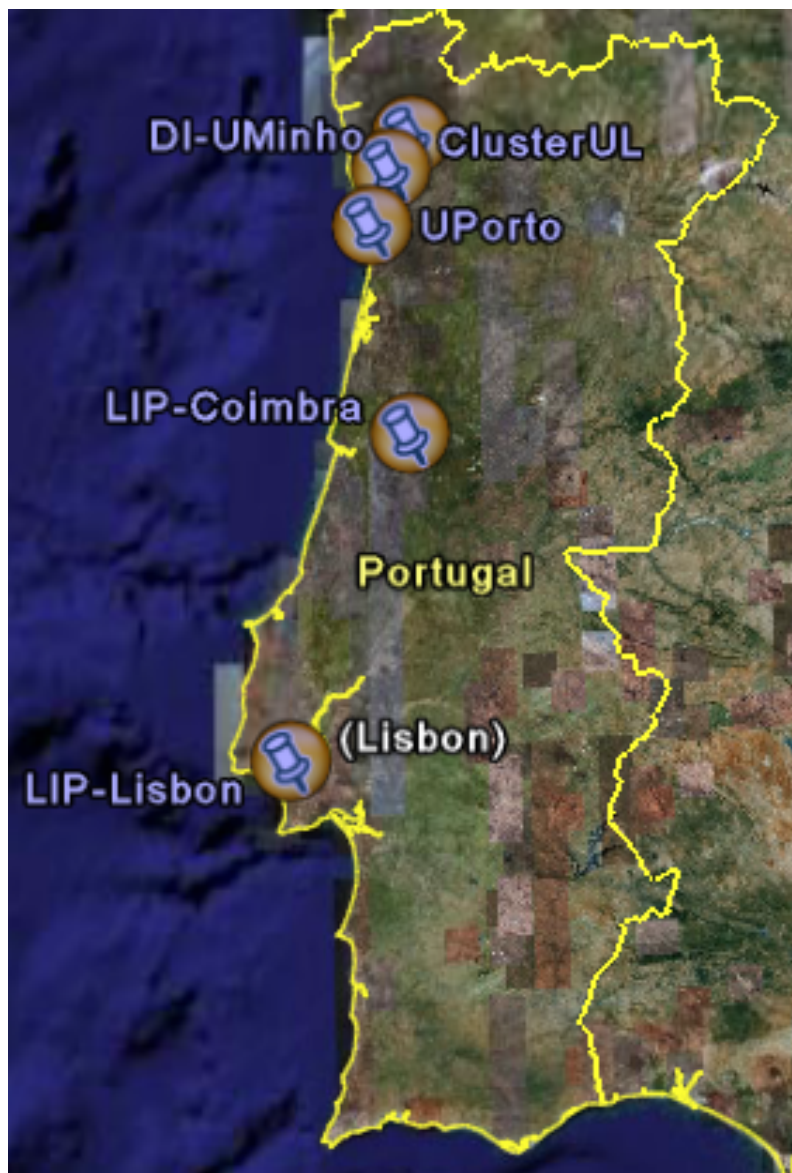 DI-UMinho
ClusterUL
UPorto
LIP-Coimbra
Portugal
(Lisbon)
LIP-Lisbon